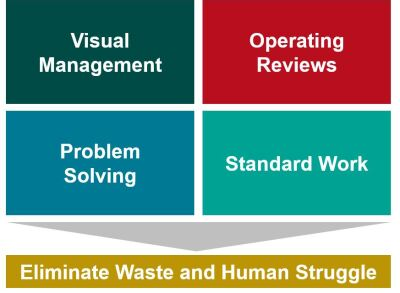 Visual
Management
Operating
Reviews
Problem
Solving
Standard Work
Eliminate Waste and Human Struggle